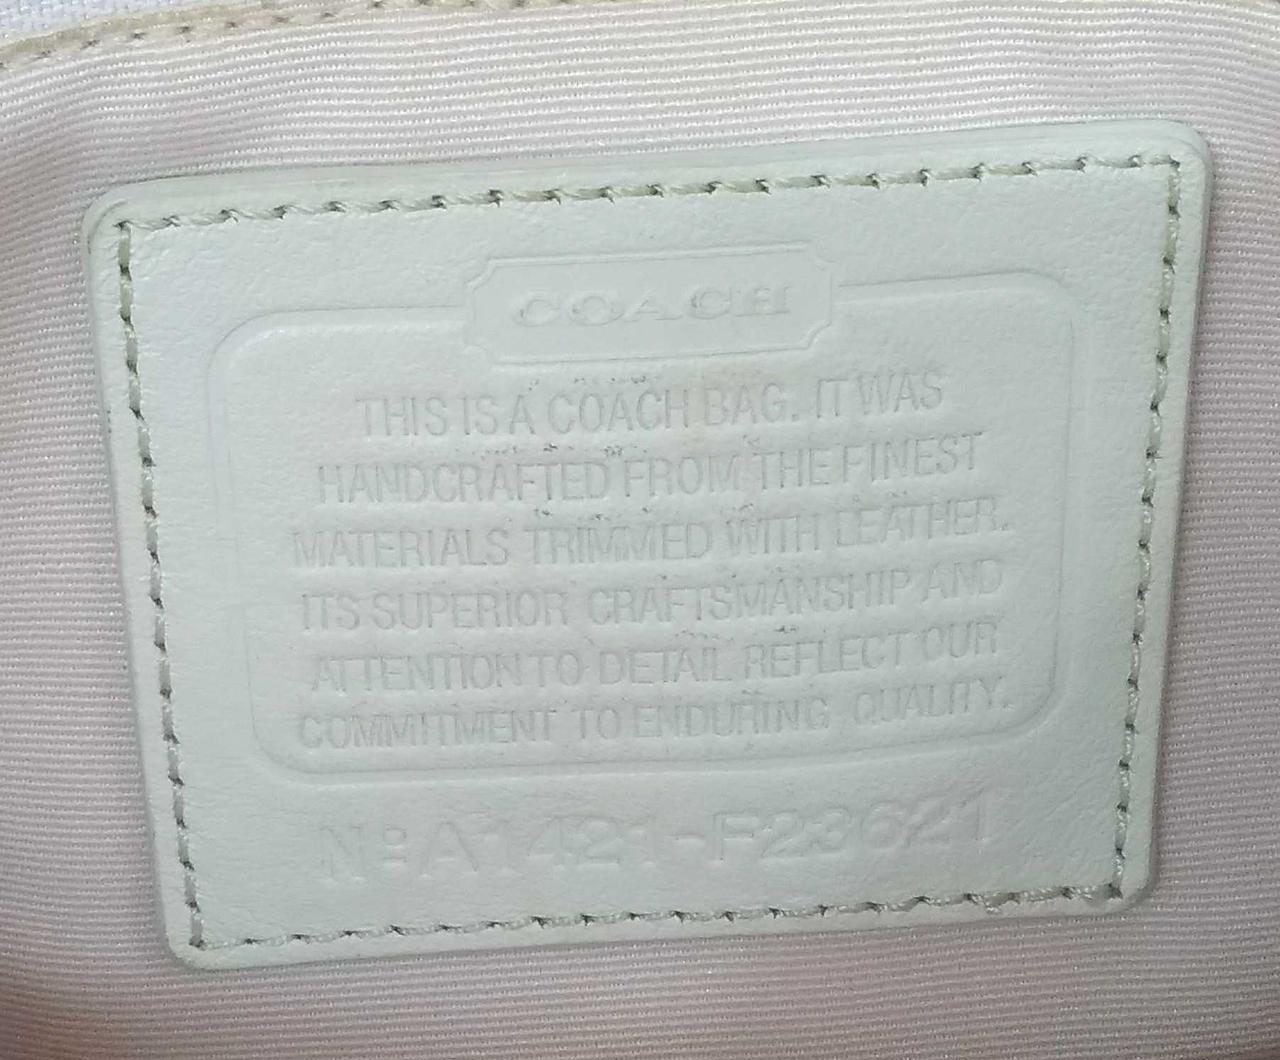 COACH
THIS IS A COACH BAG. IT WAS
HANDCRAFTED FROM THE FINEST
MATERIALS TRIMMED WITH LEATHER.
ITS SUPERIOR CRAFTSMANSHIP AND
ATTENTION TO DETAIL REFLECT OUR
COMMITMENT TO ENDURING QUALITY.
Nº A1421-F23621